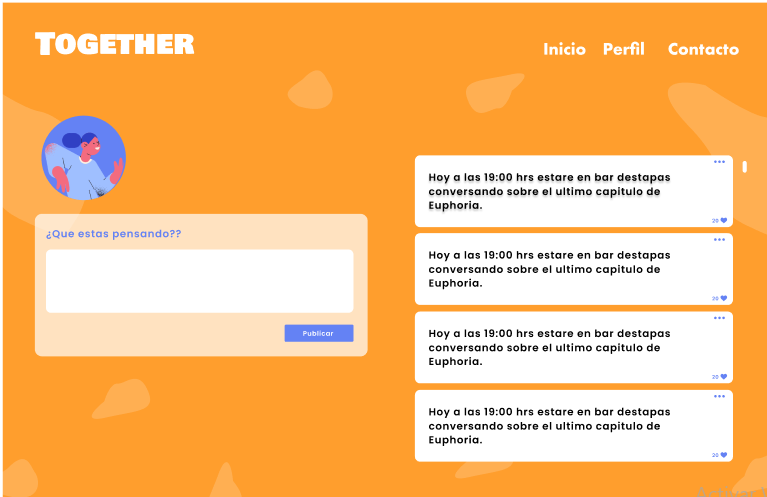 TOGETHER
Inicio Perfil Contacto
¿Que estas pensando??
Publicar
Hoy a las 19:00 hrs estare en bar destapas
conversando sobre el ultimo capitulo de
Euphoria.
20
Hoy a las 19:00 hrs estare en bar destapas
conversando sobre el ultimo capitulo de
Euphoria.
20
Hoy a las 19:00 hrs estare en bar destapas
conversando sobre el ultimo capitulo de
Euphoria.
20
Hoy a las 19:00 hrs estare en bar destapas
conversando sobre el ultimo capitulo de
Euphoria.
20